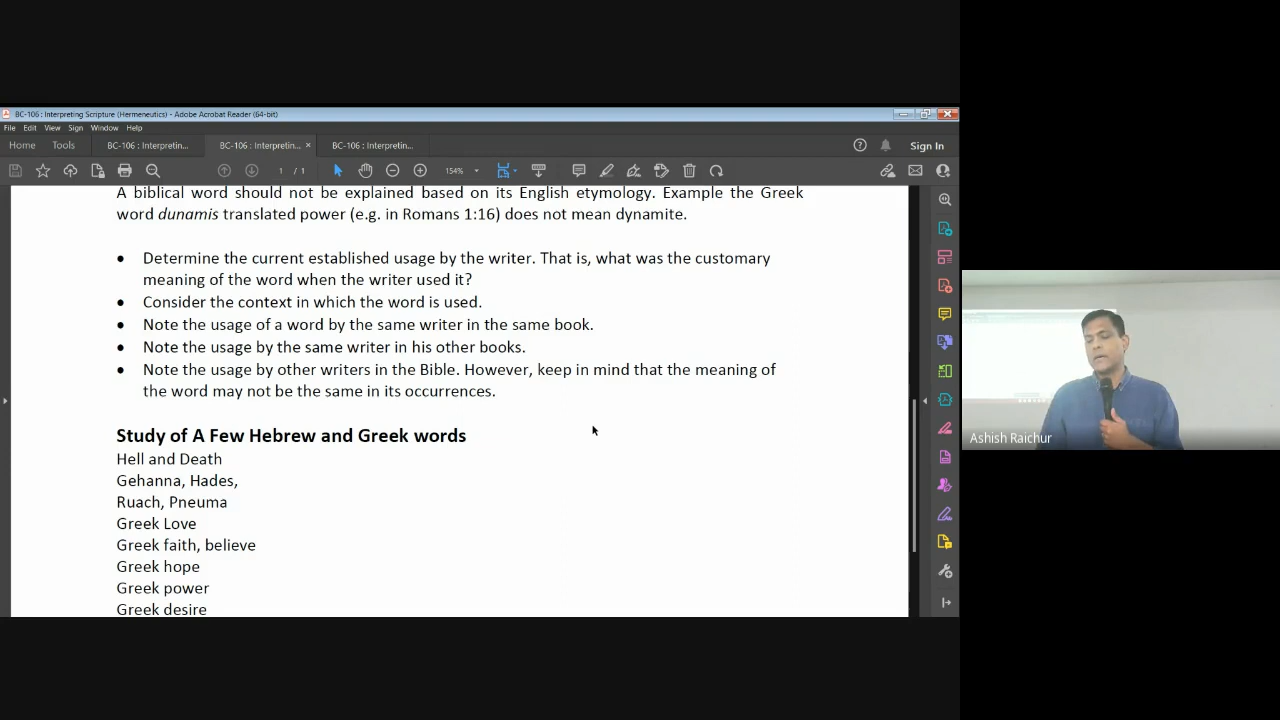 BC-106 : Interpreting Scripture (Hermeneutics) - Adobe Acrobat Reader (64-bit)
File Edit View Sign Window Help
Home Tools BC-106 : Interpretin... BC-106 : Interpretin... × BC-106 : Interpretin... Sign In
1 / 1 154%
A biblical word should not be explained based on its English etymology. Example the Greek
word dunamis translated power (e.g. in Romans 1:16) does not mean dynamite.
• Determine the current established usage by the writer. That is, what was the customary
meaning of the word when the writer used it?
• Consider the context in which the word is used.
• Note the usage of a word by the same writer in the same book.
• Note the usage by the same writer in his other books.
• Note the usage by other writers in the Bible. However, keep in mind that the meaning of
the word may not be the same in its occurrences.
Study of A Few Hebrew and Greek words
Hell and Death
Gehanna, Hades,
Ruach, Pneuma
Greek Love
Greek faith, believe
Greek hope
Greek power
Greek desire
Ashish Raichur